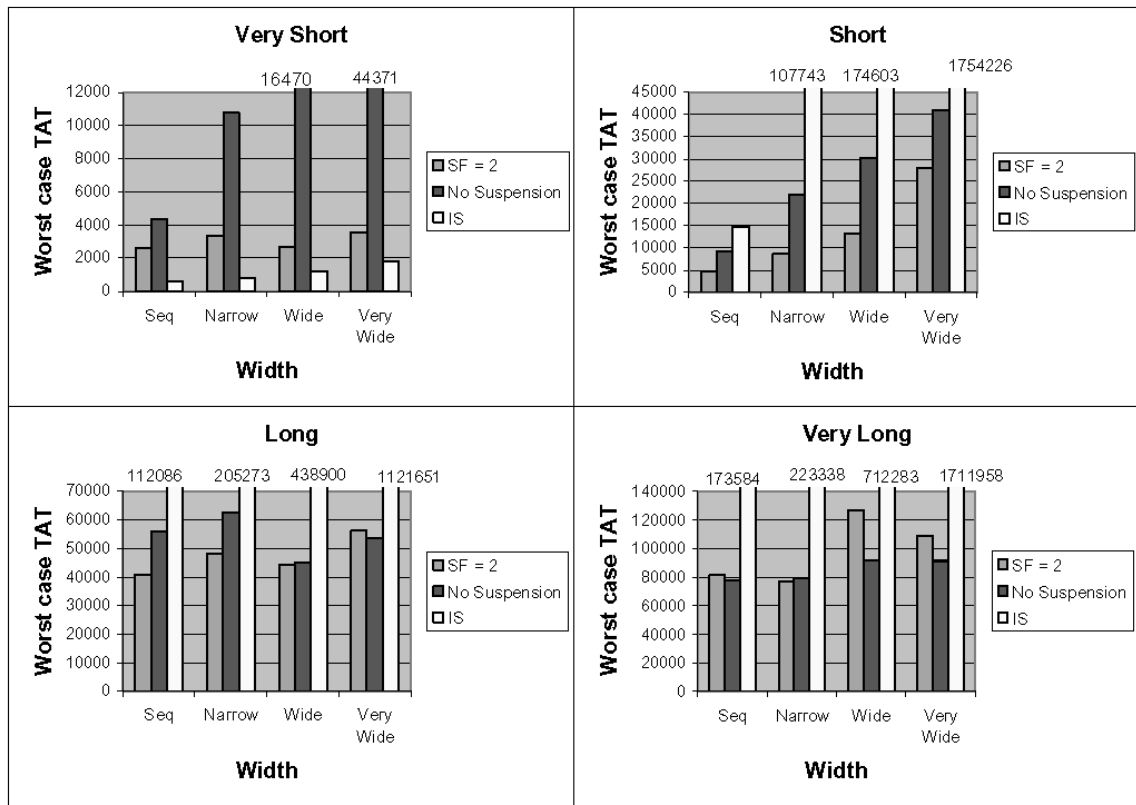 Very Short
16470 44371
Worst case TAT
12000
10000
8000
6000
4000
2000
0
Seq Narrow Wide Very Wide
Width
SF = 2
No Suspension
IS
Short
107743 174603 1754226
Worst case TAT
45000
40000
35000
30000
25000
20000
15000
10000
5000
0
Seq Narrow Wide Very Wide
Width
SF = 2
No Suspension
IS
Long
112086 205273 438900 1121651
Worst case TAT
70000
60000
50000
40000
30000
20000
10000
0
Seq Narrow Wide Very Wide
Width
SF = 2
No Suspension
IS
Very Long
173584 223338 712283 1711958
Worst case TAT
140000
120000
100000
80000
60000
40000
20000
0
Seq Narrow Wide Very Wide
Width
SF = 2
No Suspension
IS